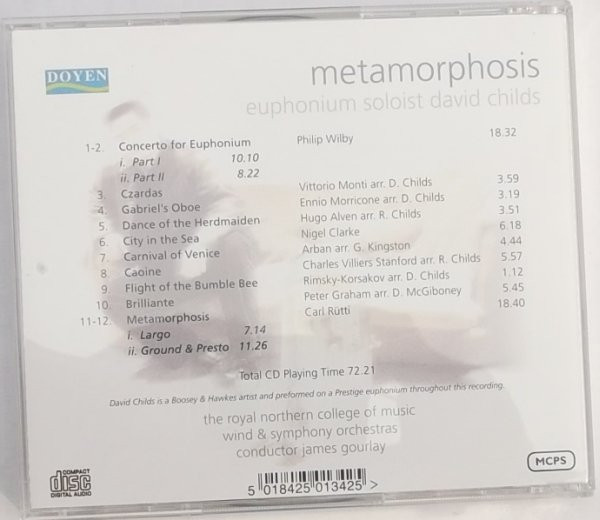 DOYEN
metamorphosis
euphonium soloist david childs
1-2. Concerto for Euphonium Philip Wilby 18.32
i. Part I 10.10
ii. Part II 8.22
3. Czardas Vittorio Monti arr. D. Childs 3.59
4. Gabriel's Oboe Ennio Morricone arr. D. Childs 3.19
5. Dance of the Herdmaiden Hugo Alven arr. R. Childs 3.51
6. City in the Sea Nigel Clarke 6.18
7. Carnival of Venice Arban arr. G. Kingston 4.44
8. Caoine Charles Villiers Stanford arr. R. Childs 5.57
9. Flight of the Bumble Bee Rimsky-Korsakov arr. D. Childs 1.12
10. Brilliante Peter Graham arr. D. McGiboney 5.45
11-12. Metamorphosis Carl Rütti 18.40
i. Largo 7.14
ii. Ground & Presto 11.26
Total CD Playing Time 72.21
David Childs is a Boosey & Hawkes artist and preformed on a Prestige euphonium throughout this recording.
the royal northern college of music
wind & symphony orchestras
conductor james gourlay
COMPACT
disc
DIGITAL AUDIO
5 018425 013425 >
MCPS